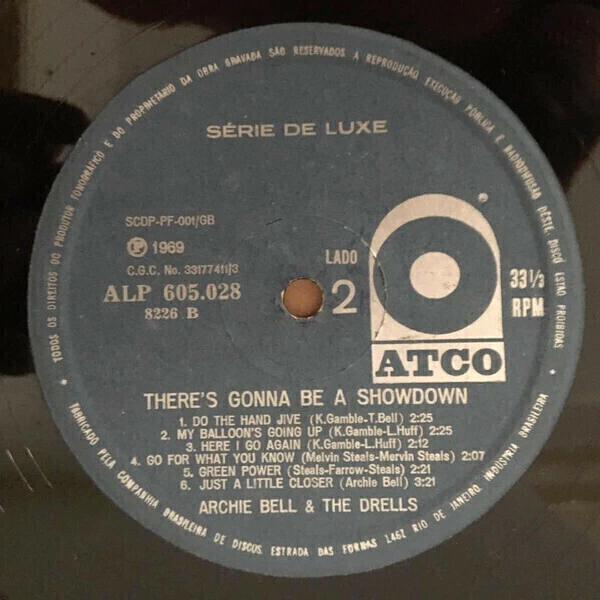 TODOS OS DIREITOS DO PRODUTOR FONOGRÁFICO E DO PROPRIETÁRIO DA OBRA GRAVADA SÃO RESERVADOS. A REPRODUÇÃO EXECUÇÃO PÚBLICA E RADIODIFUSÃO DÊSTE DISCO ESTÃO PROIBIDAS
SÉRIE DE LUXE
SCDP-PF-001/GB
Ⓟ 1969
C.G.C. No. 33177411/3
ALP 605.028
8226 B
LADO
2
®
33 1/3
RPM
ATCO
THERE'S GONNA BE A SHOWDOWN
1. DO THE HAND JIVE (K.Gamble-T.Bell) 2:25
2. MY BALLOON'S GOING UP (K.Gamble-L.Huff) 2:25
3. HERE I GO AGAIN (K.Gamble-L.Huff) 2:12
4. GO FOR WHAT YOU KNOW (Melvin Steals-Mervin Steals) 2:07
5. GREEN POWER (Steals-Farrow-Steals) 2:21
6. JUST A LITTLE CLOSER (Archie Bell) 3:21
ARCHIE BELL & THE DRELLS
FABRICADO PELA COMPANHIA BRASILEIRA DE DISCOS. ESTRADA DAS FURNAS 1462 RIO DE JANEIRO. INDÚSTRIA BRASILEIRA